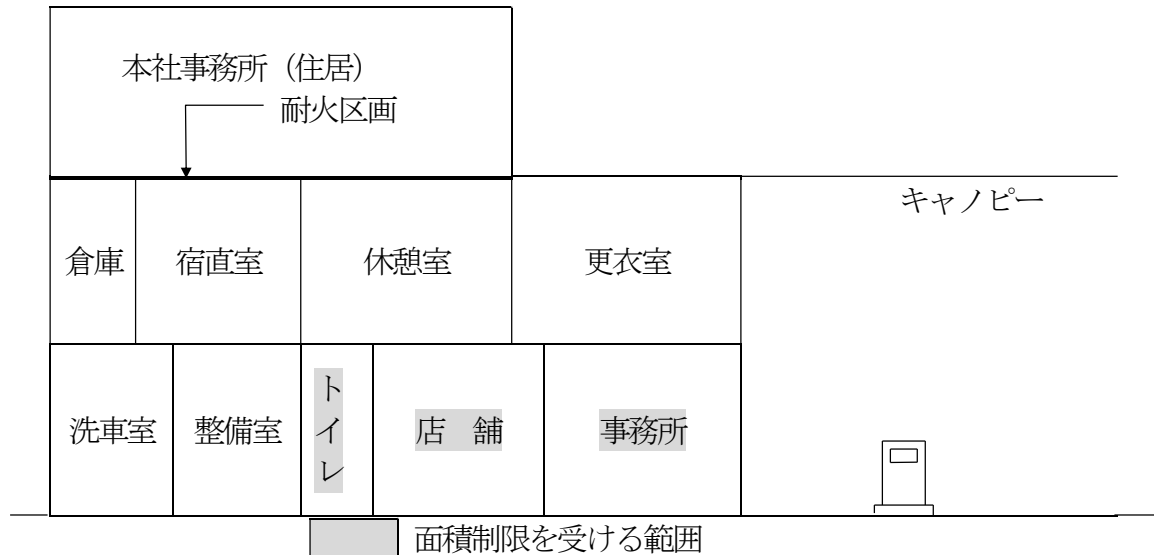 本社事務所（住居）
耐火区画
キャノピー
倉庫
宿直室
休憩室
更衣室
洗車室
整備室
トイレ
店　舗
事務所
面積制限を受ける範囲